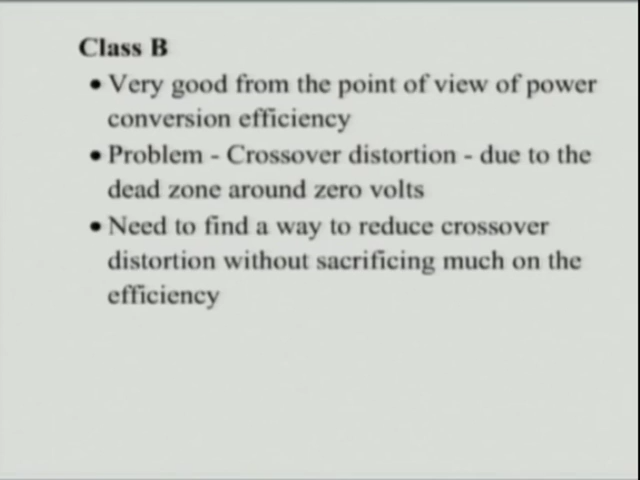 Class B
• Very good from the point of view of power
conversion efficiency
• Problem - Crossover distortion - due to the
dead zone around zero volts
• Need to find a way to reduce crossover
distortion without sacrificing much on the
efficiency